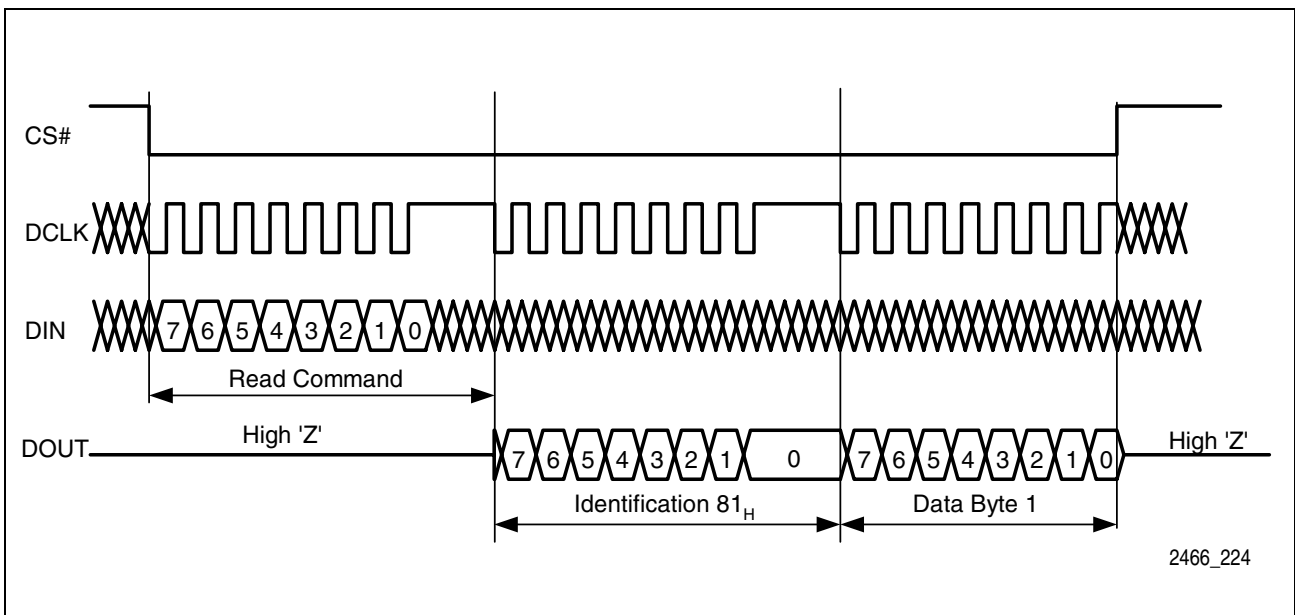 CS#
DCLK
DIN 7 6 5 4 3 2 1 0
Read Command
DOUT High 'Z' 7 6 5 4 3 2 1 0 7 6 5 4 3 2 1 0 High 'Z'
Identification 81H Data Byte 1
2466_224